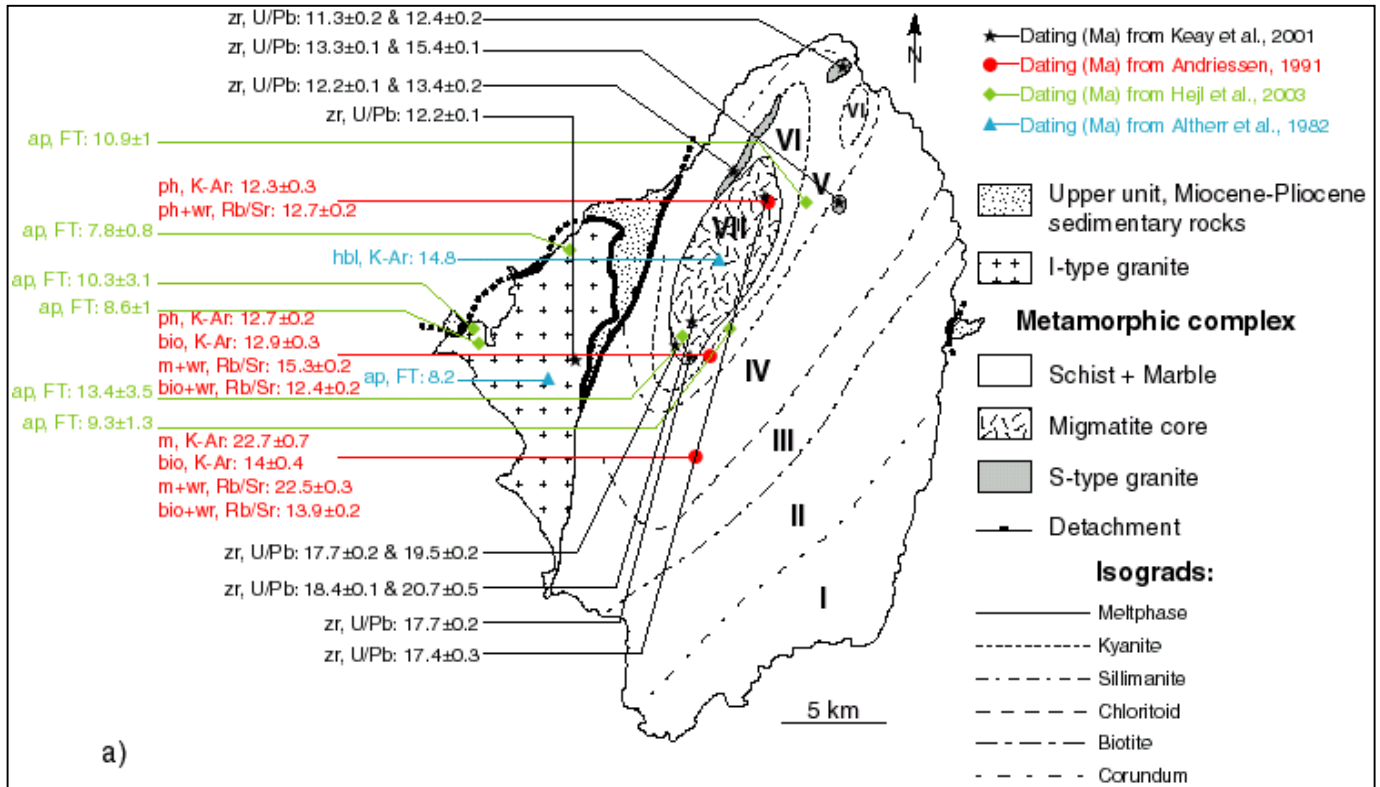 zr, U/Pb: 11.3±0.2 & 12.4±0.2
zr, U/Pb: 13.3±0.1 & 15.4±0.1
zr, U/Pb: 12.2±0.1 & 13.4±0.2
zr, U/Pb: 12.2±0.1
ap, FT: 10.9±1
ph, K-Ar: 12.3±0.3
ph+wr, Rb/Sr: 12.7±0.2
ap, FT: 7.8±0.8
hbl, K-Ar: 14.8
ap, FT: 10.3±3.1
ap, FT: 8.6±1
ph, K-Ar: 12.7±0.2
bio, K-Ar: 12.9±0.3
m+wr, Rb/Sr: 15.3±0.2
bio+wr, Rb/Sr: 12.4±0.2
ap, FT: 8.2
ap, FT: 13.4±3.5
ap, FT: 9.3±1.3
m, K-Ar: 22.7±0.7
bio, K-Ar: 14±0.4
m+wr, Rb/Sr: 22.5±0.3
bio+wr, Rb/Sr: 13.9±0.2
zr, U/Pb: 17.7±0.2 & 19.5±0.2
zr, U/Pb: 18.4±0.1 & 20.7±0.5
zr, U/Pb: 17.7±0.2
zr, U/Pb: 17.4±0.3
a)
N
VI
VI
V
VII
IV
III
II
I
5 km
Dating (Ma) from Keay et al., 2001
Dating (Ma) from Andriessen, 1991
Dating (Ma) from Hejl et al., 2003
Dating (Ma) from Altherr et al., 1982
Upper unit, Miocene-Pliocene
sedimentary rocks
I-type granite
Metamorphic complex
Schist + Marble
Migmatite core
S-type granite
Detachment
Isograds:
Meltphase
Kyanite
Sillimanite
Chloritoid
Biotite
Corundum